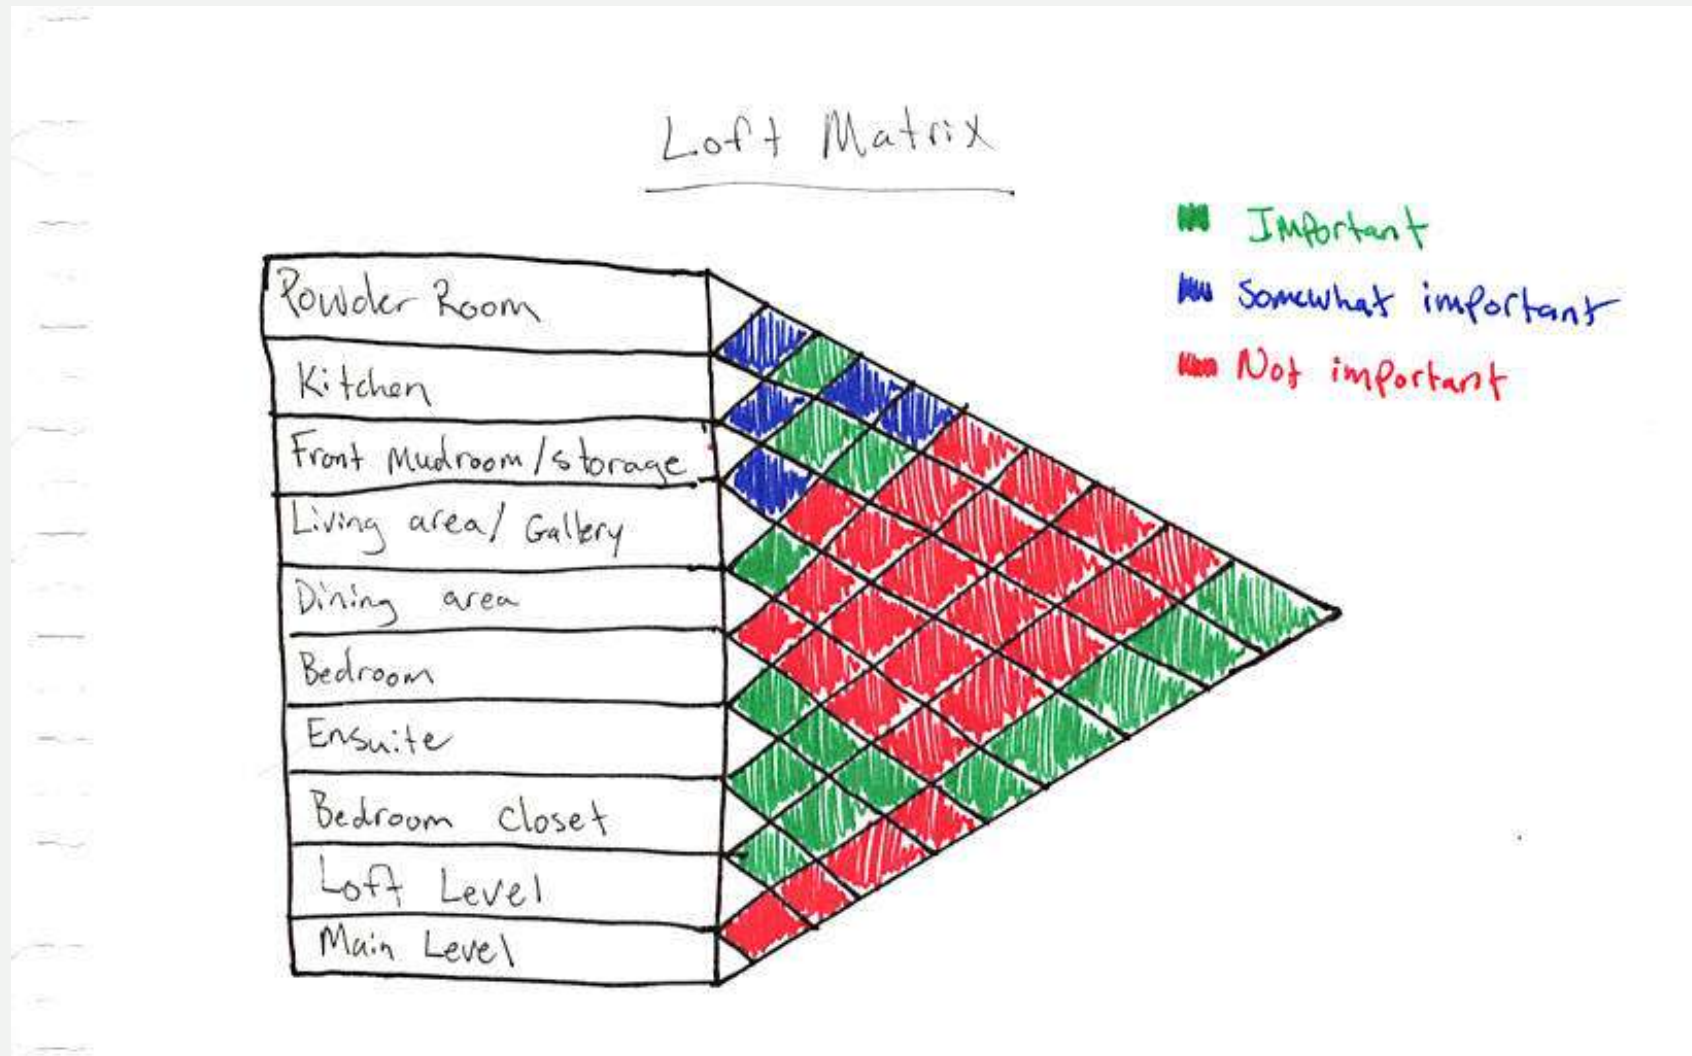 Loft Matrix
Important
Somewhat important
Not important
Powder Room
Kitchen
Front Mudroom/storage
Living area/ Gallery
Dining area
Bedroom
Ensuite
Bedroom closet
Loft Level
Main Level